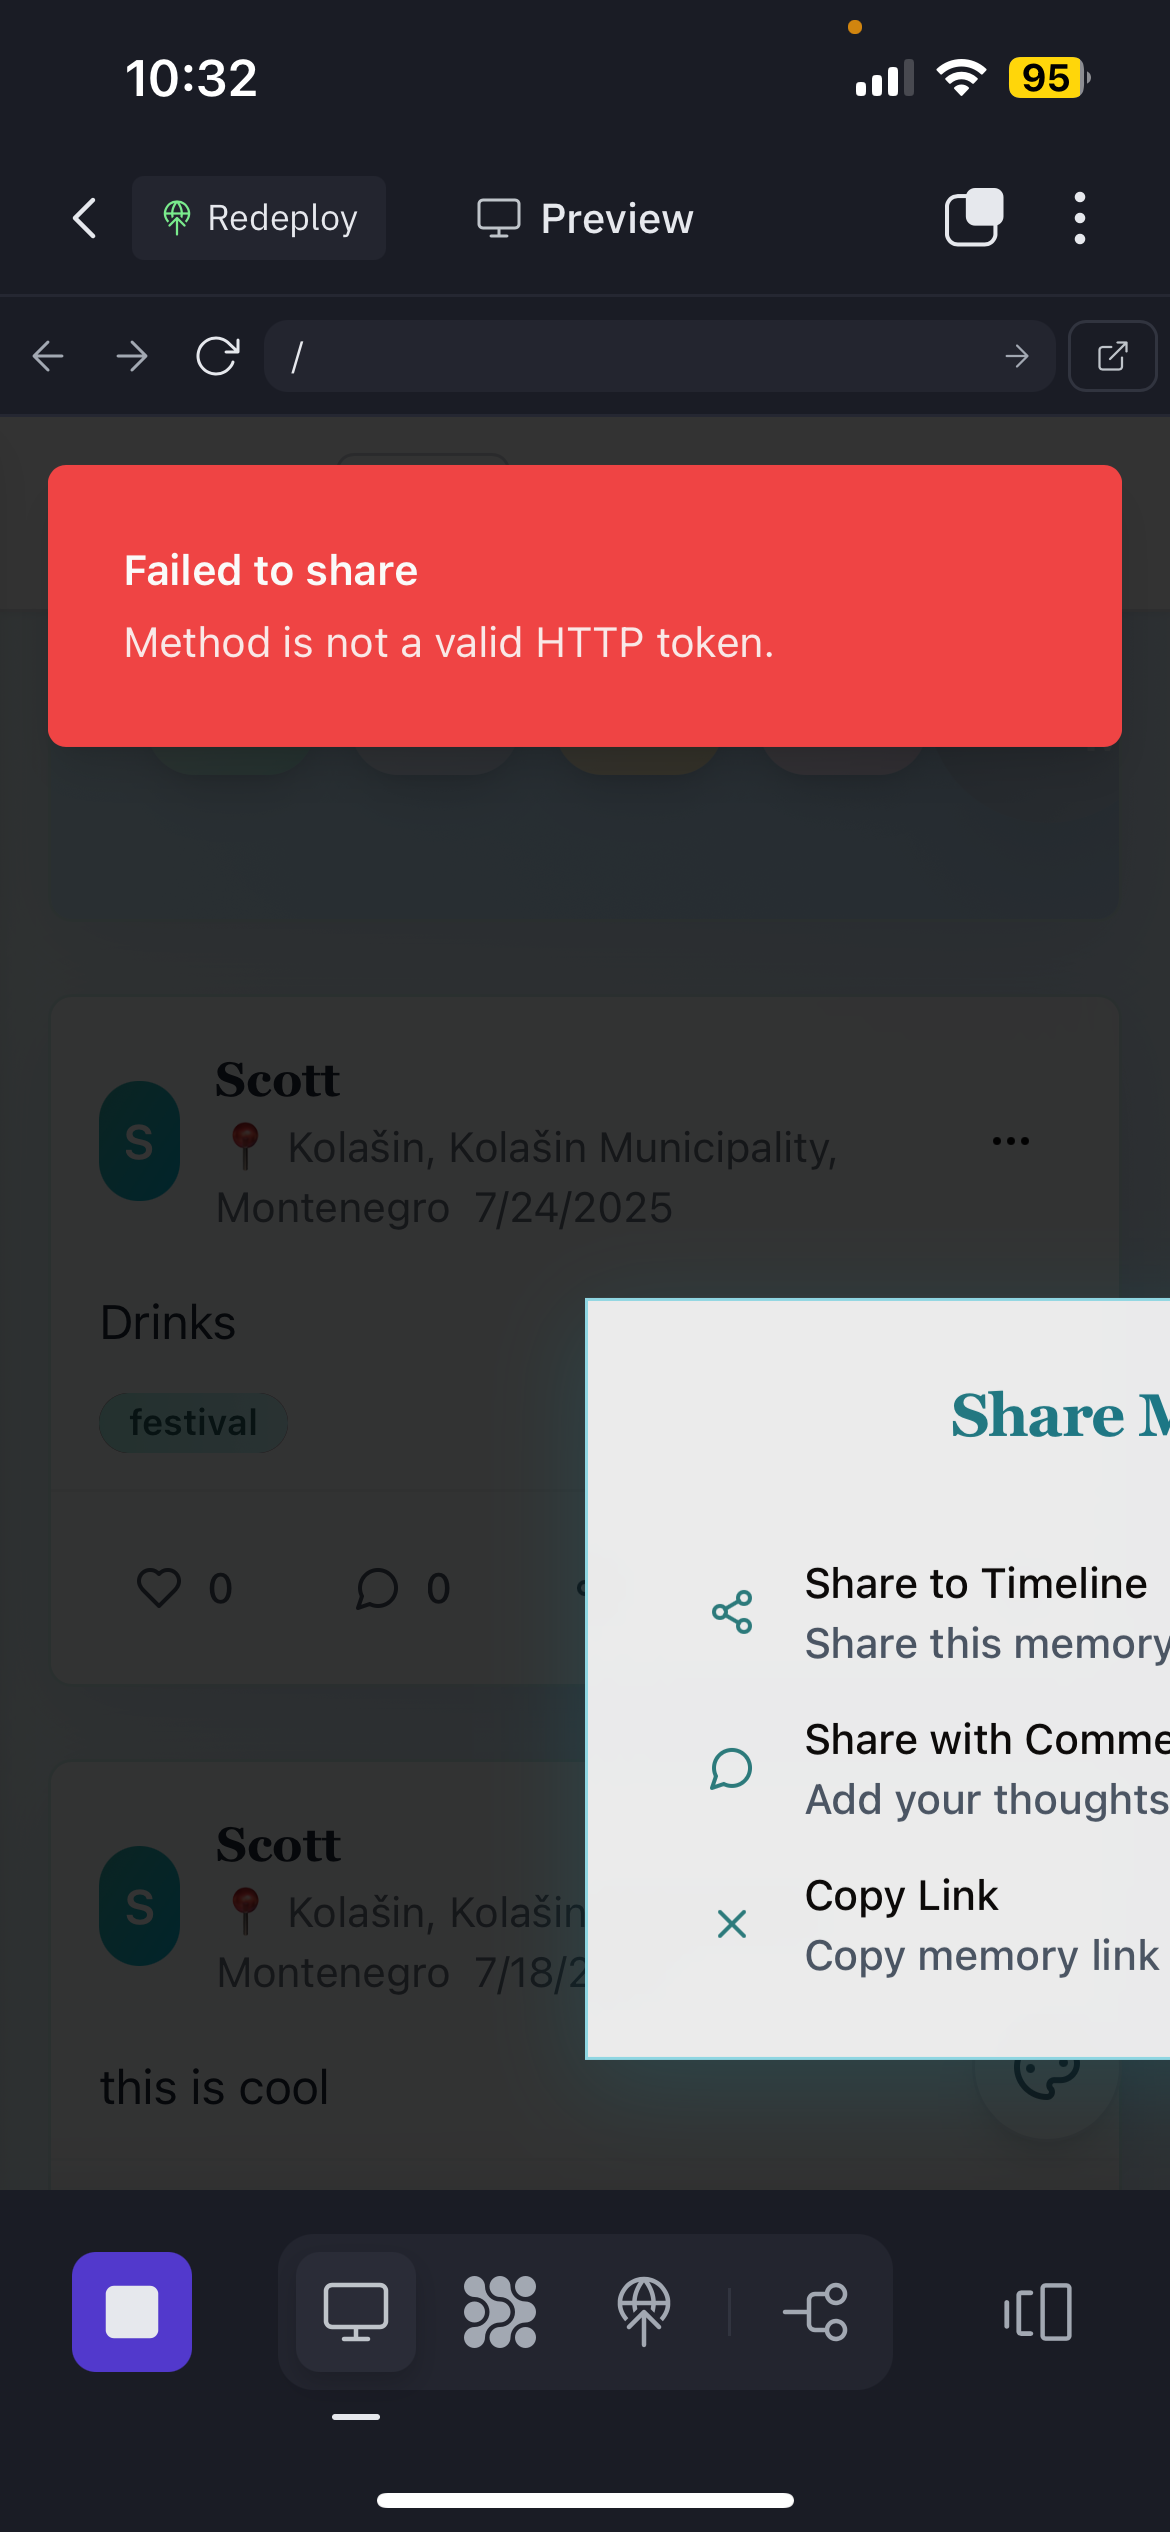 10:32
95
Redeploy
Preview
/
Failed to share
Method is not a valid HTTP token.
Scott
S
📍 Kolašin, Kolašin Municipality,
Montenegro 7/24/2025
Drinks
festival
0
0
Share M
Share to Timeline
Share this memory
Share with Comme
Add your thoughts
Copy Link
Copy memory link
Scott
S
📍 Kolašin, Kolašin
Montenegro 7/18/2
this is cool